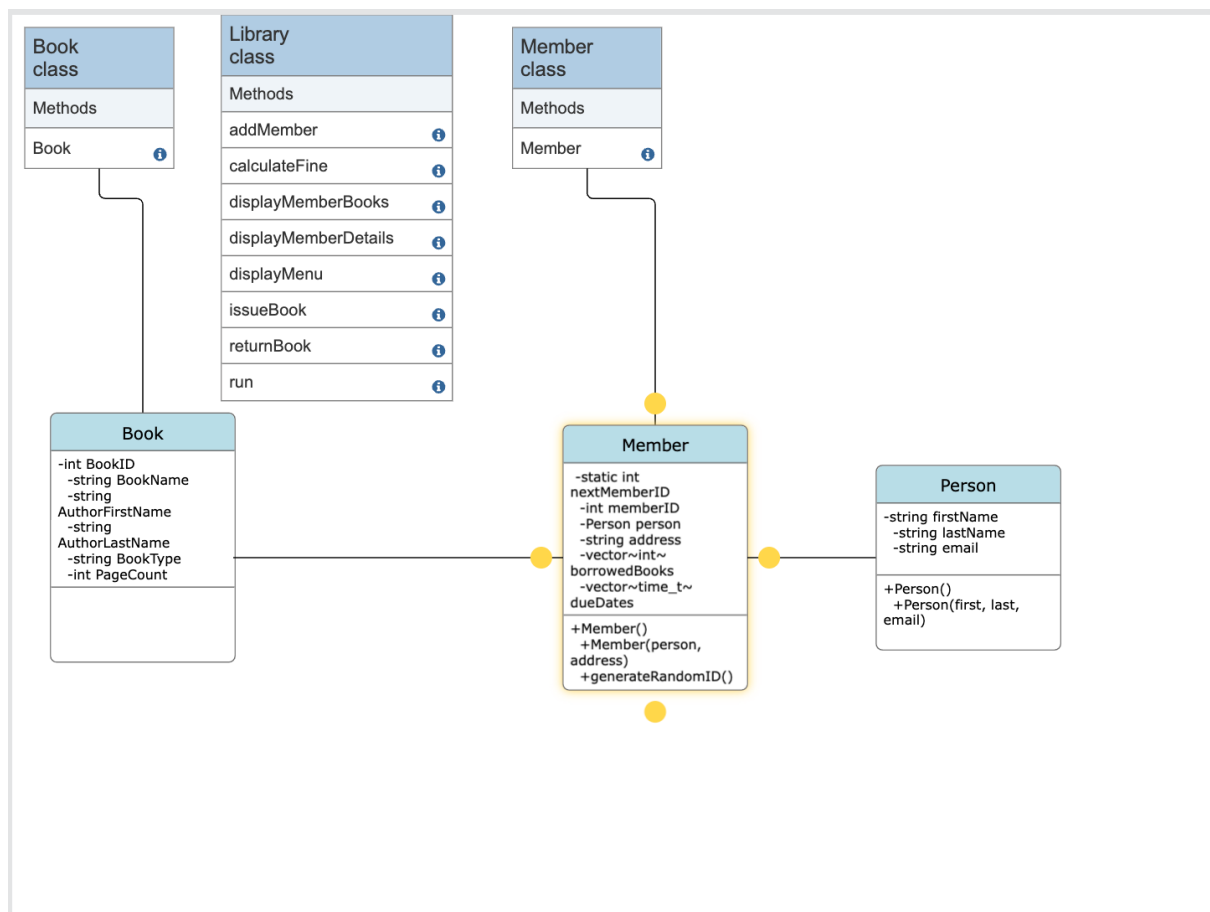 Book
class
Methods
Book
Library
class
Methods
addMember
calculateFine
displayMemberBooks
displayMemberDetails
displayMenu
issueBook
returnBook
run
Member
class
Methods
Member
Book
-int BookID
-string BookName
-string
AuthorFirstName
-string
AuthorLastName
-string BookType
-int PageCount
Member
-static int
nextMemberID
-int memberID
-Person person
-string address
-vector~int~
borrowedBooks
-vector~time_t~
dueDates
+Member()
+Member(person,
address)
+generateRandomID()
Person
-string firstName
-string lastName
-string email
+Person()
+Person(first, last,
email)